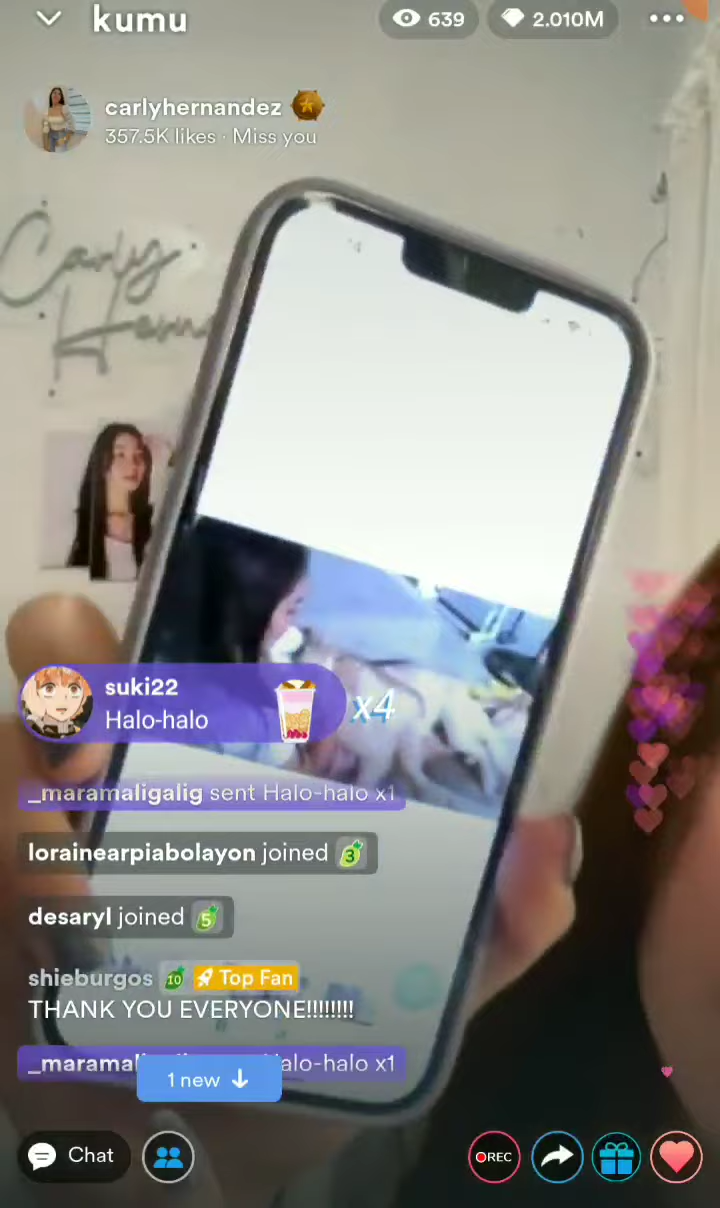 kumu
639
2.010M
carlyhernandez
357.5K likes · Miss you
Carly
suki22
Halo-halo
x4
_maramaligalig sent Halo-halo x1
lorainearpiabolayon joined 3
desaryl joined 5
shieburgos 10 Top Fan
THANK YOU EVERYONE!!!!!!!!
1 new
Chat
REC